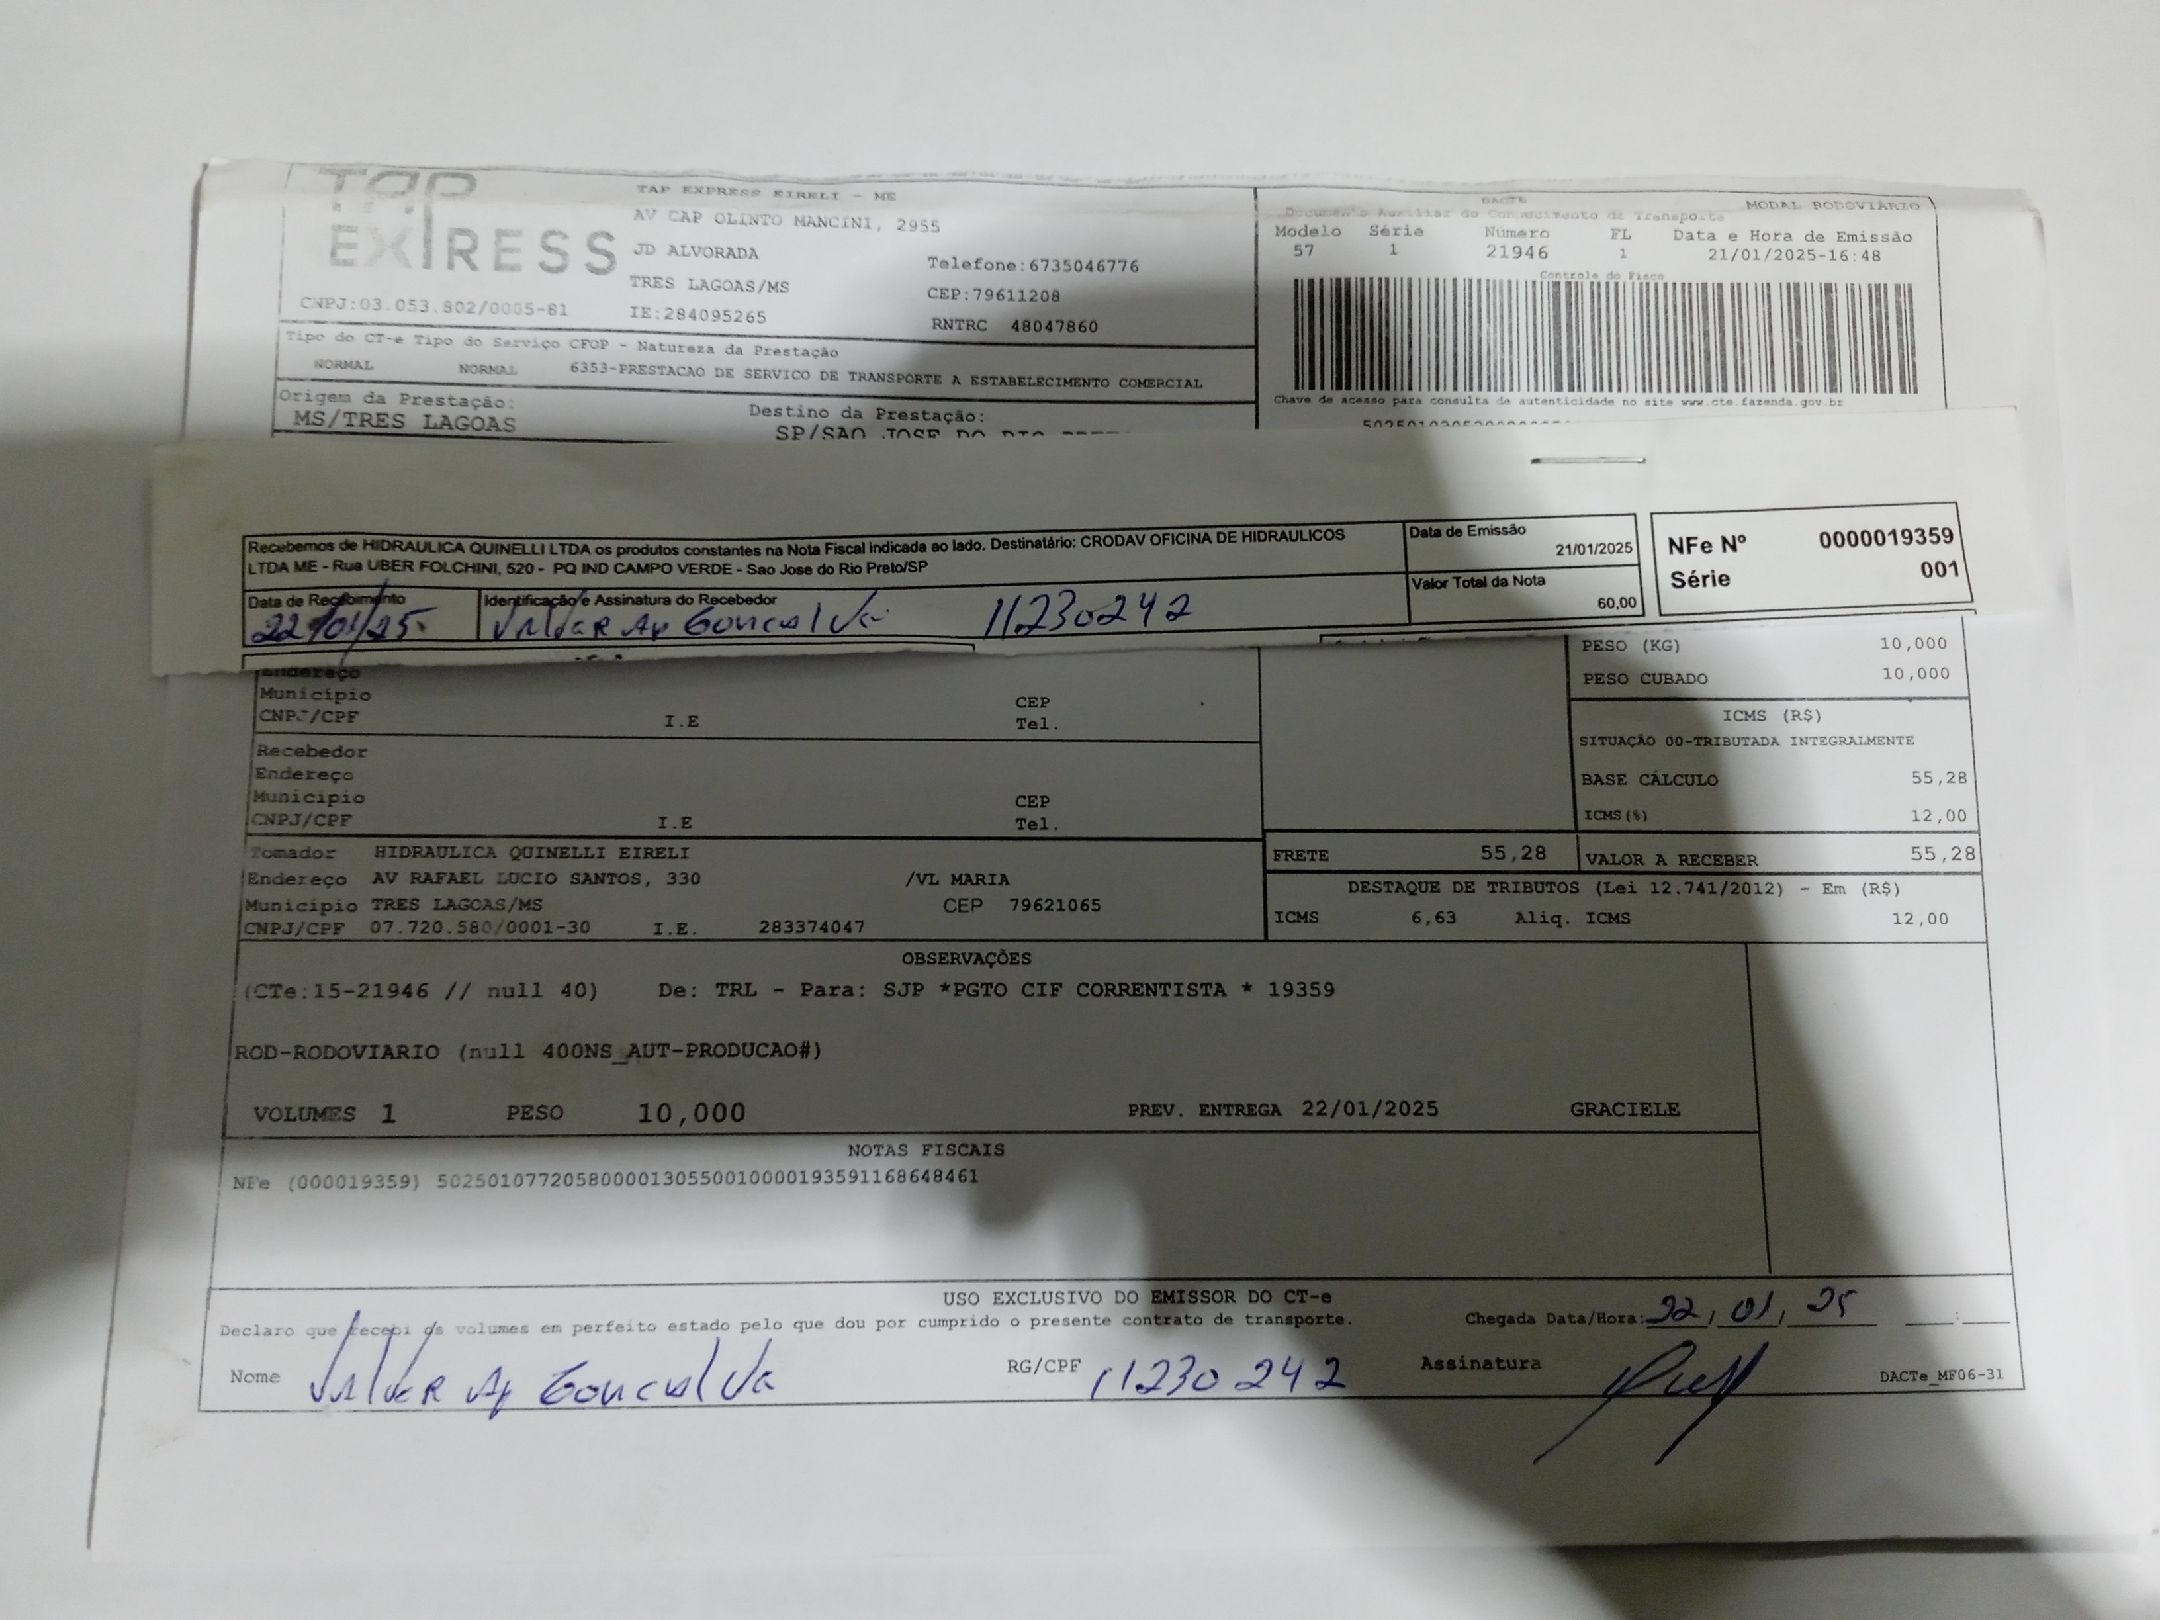 TAP
EXPRESS
TAP EXPRESS EIRELI - ME
AV CAP OLINTO MANCINI, 2955
JD ALVORADA
Telefone:6735046776
TRES LAGOAS/MS
CEP:79611208
CNPJ:03.053.802/0005-81
IE:284095265
RNTRC 48047860
DACTE
MODAL RODOVIÁRIO
Documento Auxiliar do Conhecimento de Transporte
Modelo Série Número FL Data e Hora de Emissão
57 1 21946 1 21/01/2025-16:48
Controle do Fisco
Chave de acesso para consulta de autenticidade no site www.cte.fazenda.gov.br
Tipo do CT-e Tipo do Serviço CFOP - Natureza da Prestação
NORMAL NORMAL 6353-PRESTACAO DE SERVICO DE TRANSPORTE A ESTABELECIMENTO COMERCIAL
Origem da Prestação: Destino da Prestação:
MS/TRES LAGOAS SP/SAO JOSE DO RIO
Recebemos de HIDRAULICA QUINELLI LTDA os produtos constantes na Nota Fiscal indicada ao lado. Destinatário: CRODAV OFICINA DE HIDRAULICOS
LTDA ME - Rua UBER FOLCHINI, 520 - PQ IND CAMPO VERDE - Sao Jose do Rio Preto/SP
Data de Emissão
21/01/2025
Valor Total da Nota
60,00
NFe Nº 0000019359
Série 001
Data de Recebimento Identificação e Assinatura do Recebedor
22/01/25 11230242
Endereço
Município CEP
CNPJ/CPF I.E Tel.
Recebedor
Endereço
Município CEP
CNPJ/CPF I.E Tel.
PESO (KG) 10,000
PESO CUBADO 10,000
ICMS (R$)
SITUAÇÃO 00-TRIBUTADA INTEGRALMENTE
BASE CÁLCULO 55,28
ICMS(%) 12,00
Tomador HIDRAULICA QUINELLI EIRELI
Endereço AV RAFAEL LUCIO SANTOS, 330 /VL MARIA
Município TRES LAGOAS/MS CEP 79621065
CNPJ/CPF 07.720.580/0001-30 I.E. 283374047
FRETE 55,28 VALOR A RECEBER 55,28
DESTAQUE DE TRIBUTOS (Lei 12.741/2012) - Em (R$)
ICMS 6,63 Aliq. ICMS 12,00
OBSERVAÇÕES
(CTe:15-21946 // null 40) De: TRL - Para: SJP *PGTO CIF CORRENTISTA * 19359
ROD-RODOVIARIO (null 400NS_AUT-PRODUCAO#)
VOLUMES 1 PESO 10,000 PREV. ENTREGA 22/01/2025 GRACIELE
NOTAS FISCAIS
NFe (000019359) 50250107720580000130550010000193591168648461
USO EXCLUSIVO DO EMISSOR DO CT-e
Declaro que recebi os volumes em perfeito estado pelo que dou por cumprido o presente contrato de transporte.
Chegada Data/Hora: 22/01/25
Nome RG/CPF 11230242 Assinatura
DACTe_MF06-31